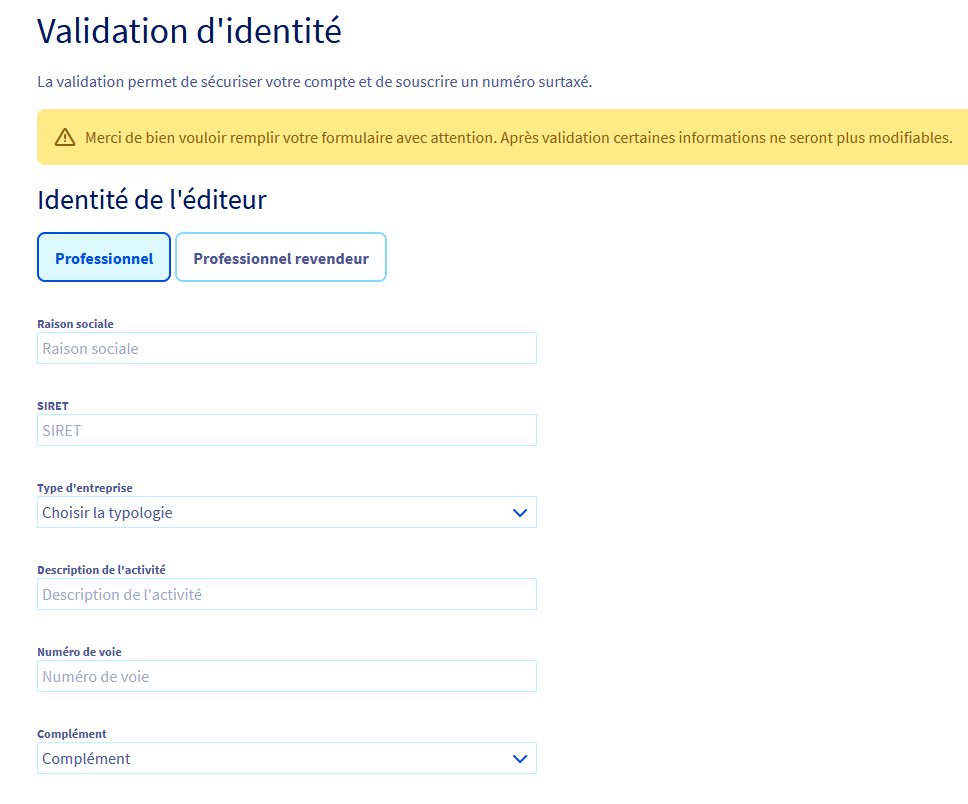 Validation d'identité
La validation permet de sécuriser votre compte et de souscrire un numéro surtaxé.
Merci de bien vouloir remplir votre formulaire avec attention. Après validation certaines informations ne seront plus modifiables.
Identité de l'éditeur
Professionnel
Professionnel revendeur
Raison sociale
Raison sociale
SIRET
SIRET
Type d'entreprise
Choisir la typologie
Description de l'activité
Description de l'activité
Numéro de voie
Numéro de voie
Complément
Complément